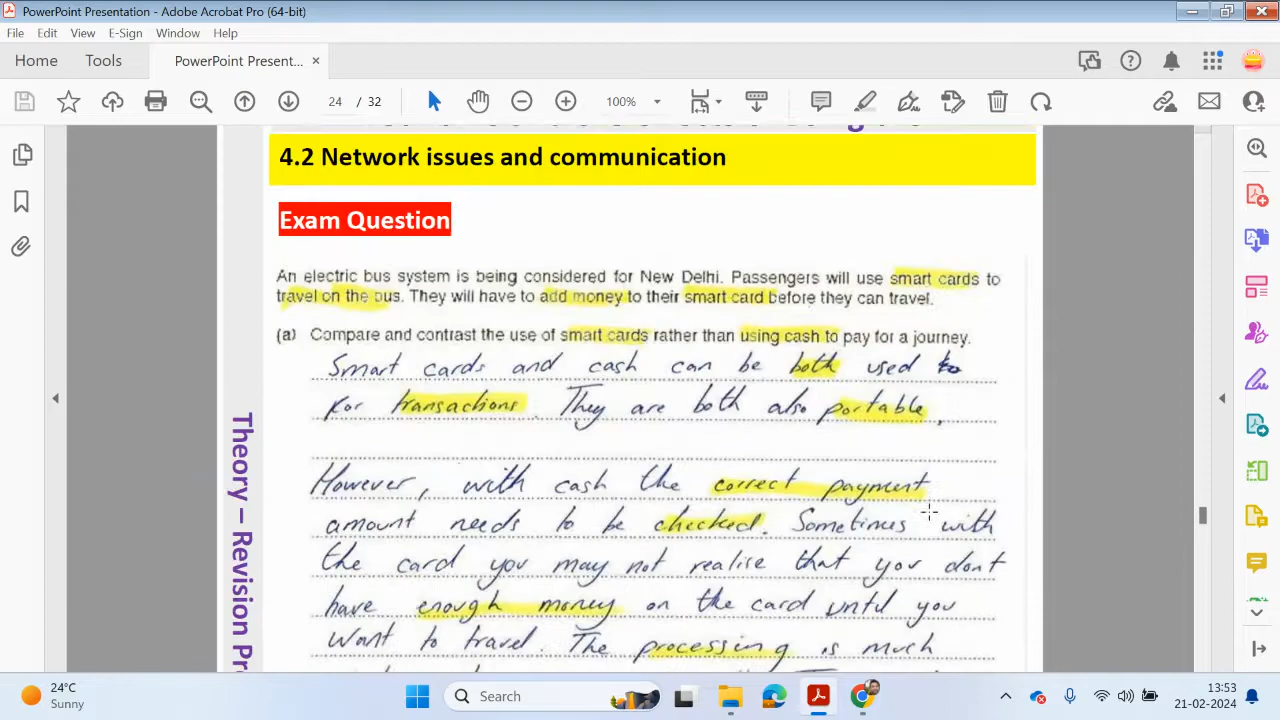 PowerPoint Presentation - Adobe Acrobat Pro (64-bit)
File Edit View E-Sign Window Help
Home Tools PowerPoint Present... ×
24 / 32 100%
4.2 Network issues and communication
Exam Question
An electric bus system is being considered for New Delhi. Passengers will use smart cards to
travel on the bus. They will have to add money to their smart card before they can travel.
(a) Compare and contrast the use of smart cards rather than using cash to pay for a journey.
Smart cards and cash can be both used
for transactions. They are both also portable.
However, with cash the correct payment
amount needs to be checked. Sometimes with
the card you may not realise that you dont
have enough money on the card until you
want to travel. The processing is much
Theory – Revision Pr
24°C
Sunny
Search
13:53
21-02-2024